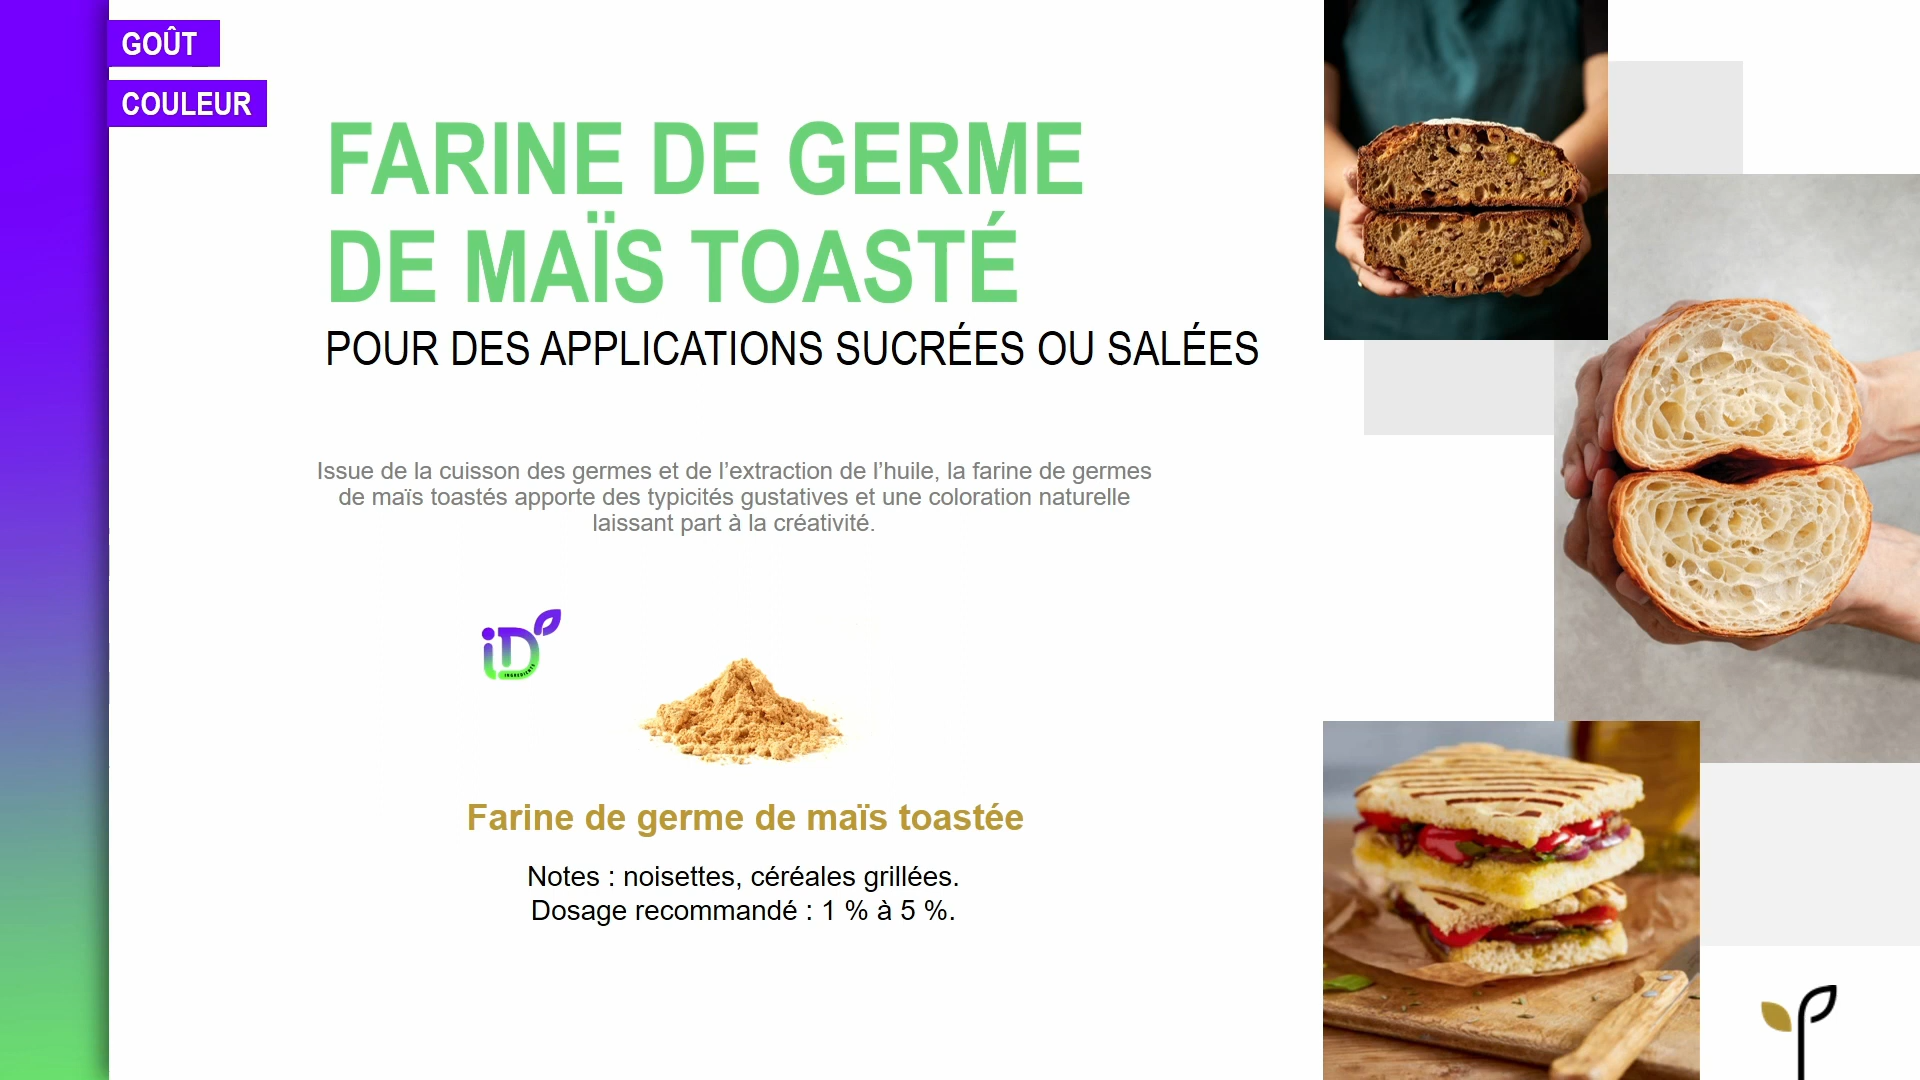 GOÛT
COULEUR
FARINE DE GERME
DE MAÏS TOASTÉ
POUR DES APPLICATIONS SUCRÉES OU SALÉES
Issue de la cuisson des germes et de l’extraction de l’huile, la farine de germes
de maïs toastés apporte des typicités gustatives et une coloration naturelle
laissant part à la créativité.
iD
INGREDIENTS
Farine de germe de maïs toastée
Notes : noisettes, céréales grillées.
Dosage recommandé : 1 % à 5 %.